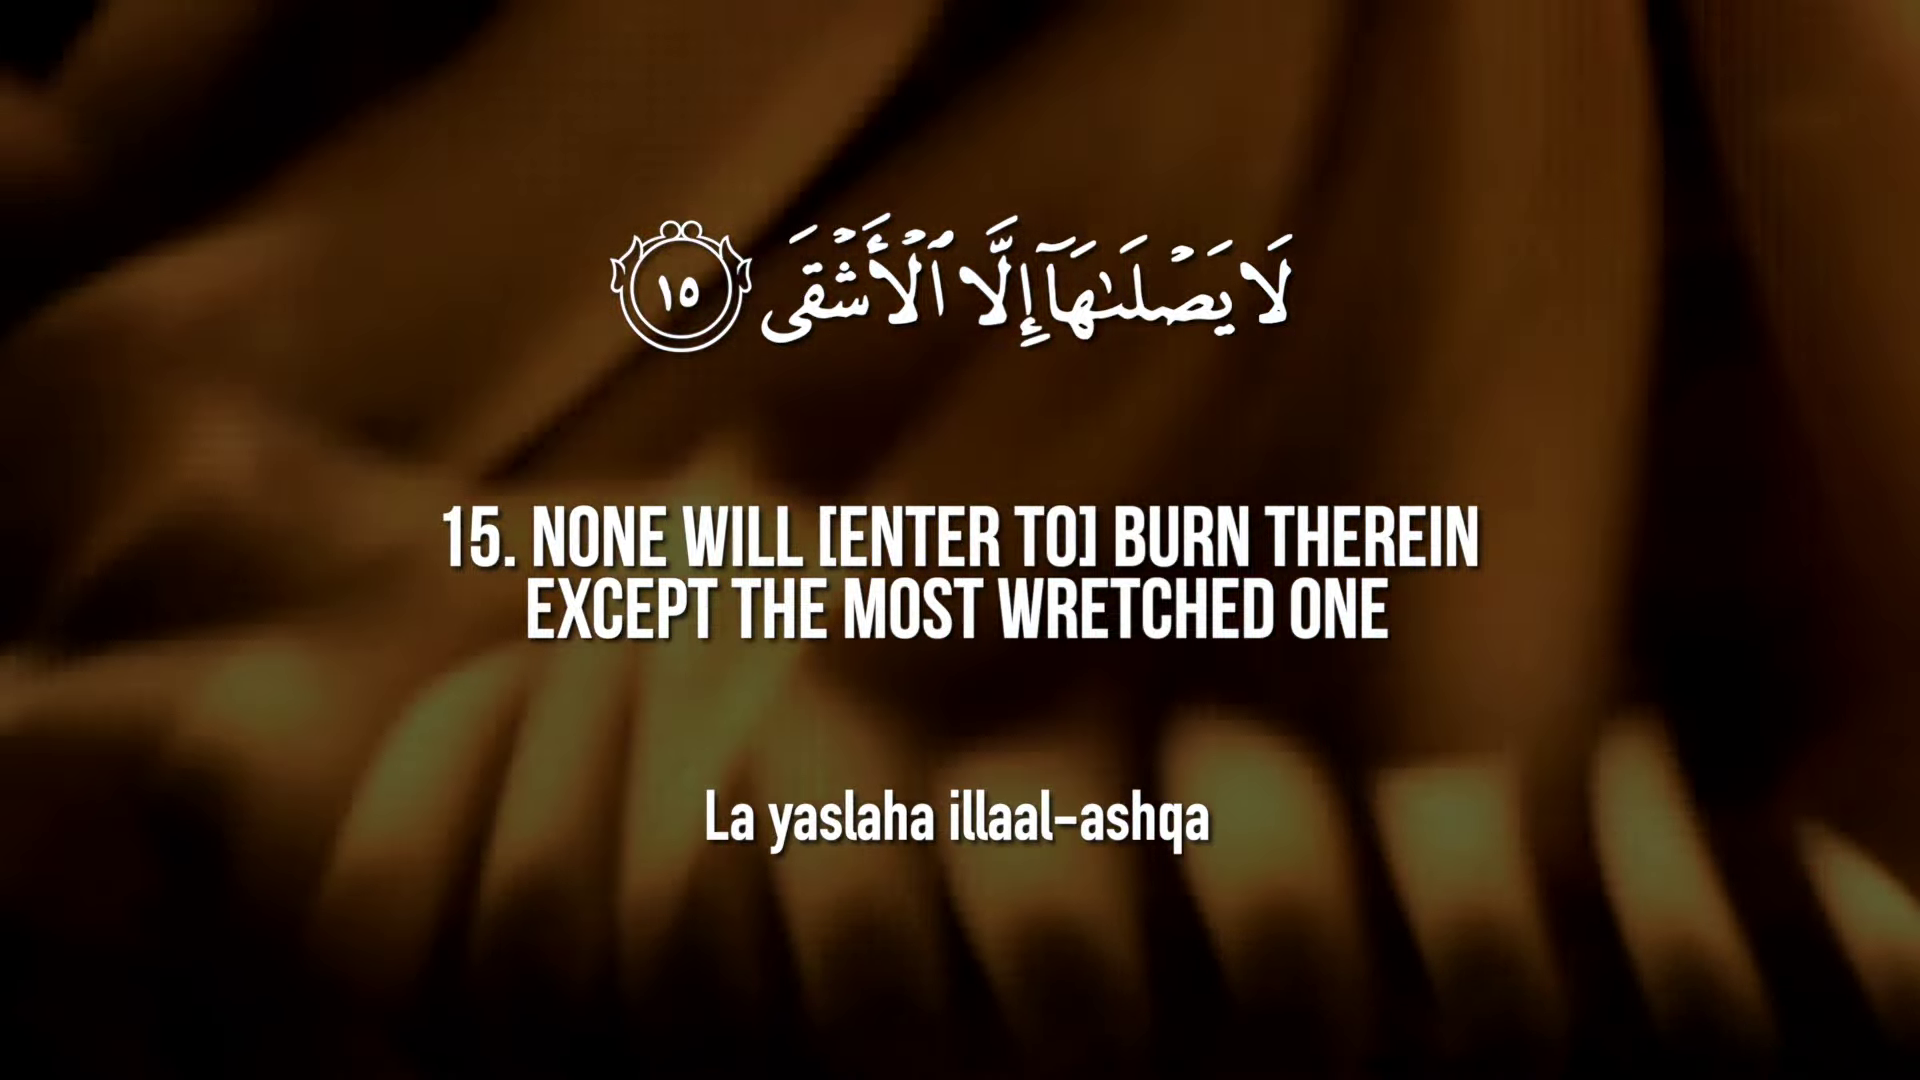 لَا يَصْلَىٰهَآ إِلَّا ٱلْأَشْقَى ١٥
15. NONE WILL [ENTER TO] BURN THEREIN
EXCEPT THE MOST WRETCHED ONE
La yaslaha illaal-ashqa